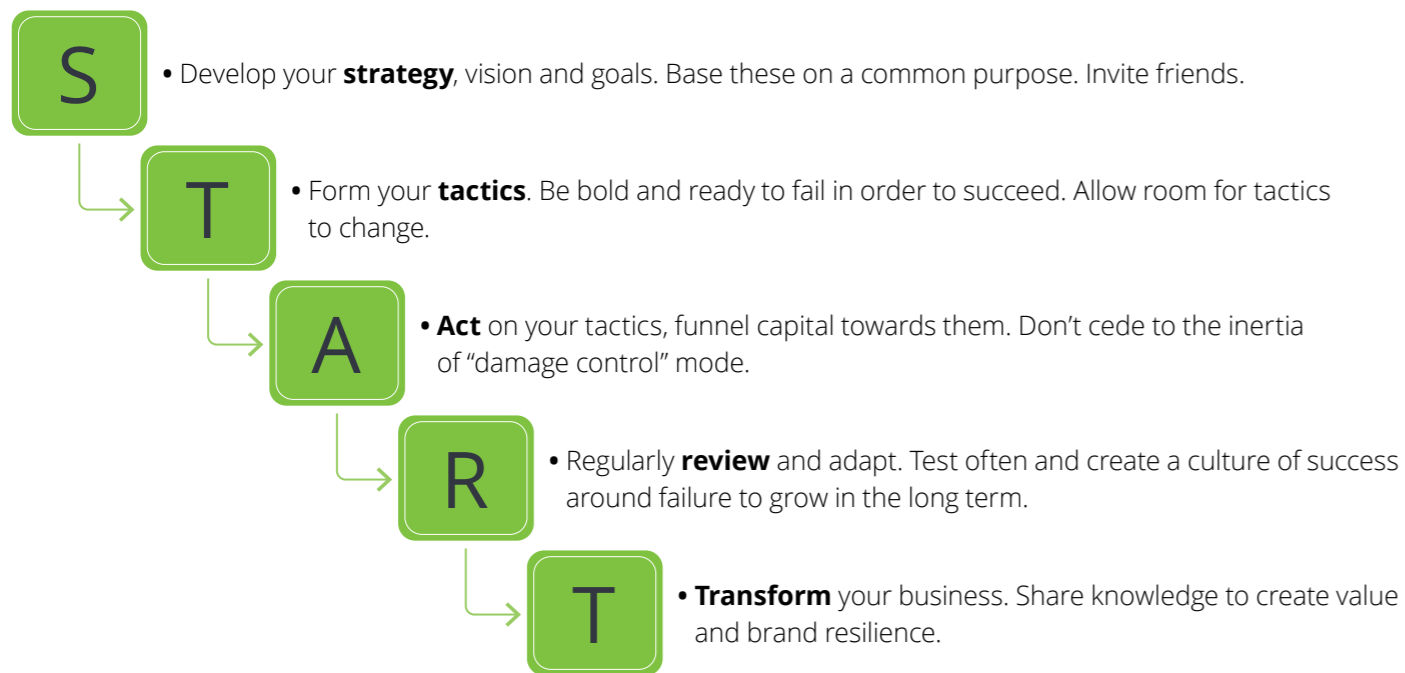 S
• Develop your strategy, vision and goals. Base these on a common purpose. Invite friends.
T
• Form your tactics. Be bold and ready to fail in order to succeed. Allow room for tactics
to change.
A
• Act on your tactics, funnel capital towards them. Don’t cede to the inertia
of “damage control” mode.
R
• Regularly review and adapt. Test often and create a culture of success
around failure to grow in the long term.
T
• Transform your business. Share knowledge to create value
and brand resilience.